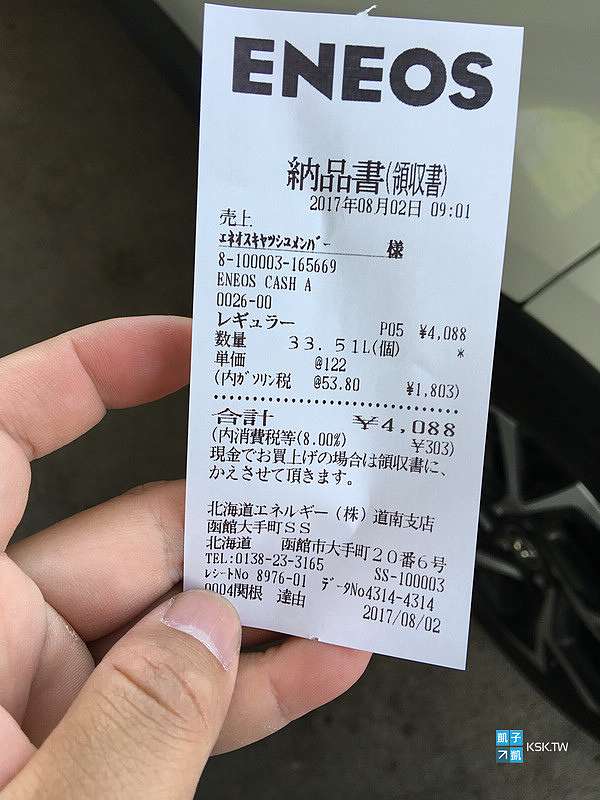 ENEOS
納品書(領収書)
2017年08月02日 09:01
売上
エネオスキャッシュメンバー 様
8-100003-165669
ENEOS CASH A
0026-00
レギュラー P05 ¥4,088
数量 33.51L(個) *
単価 @122
(内ガソリン税 @53.80 ¥1,803)
合計 ¥4,088
(内消費税等(8.00%) ¥303)
現金でお買上げの場合は領収書に、
かえさせて頂きます。
北海道エネルギー(株)道南支店
函館大手町SS
北海道 函館市大手町20番6号
TEL:0138-23-3165 SS-100003
レシートNo 8976-01 データNo4314-4314
0004関根 達由 2017/08/02
凱子
凱 KSK.TW